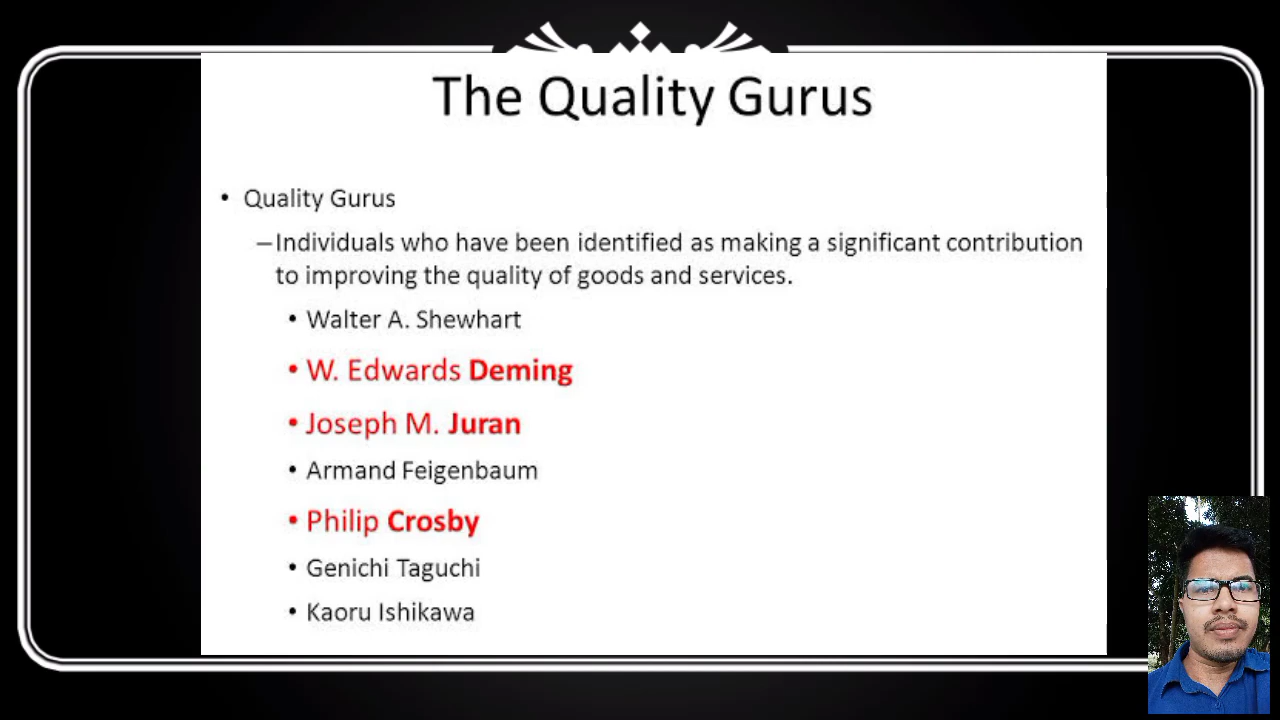 The Quality Gurus
• Quality Gurus
–Individuals who have been identified as making a significant contribution
to improving the quality of goods and services.
• Walter A. Shewhart
• W. Edwards Deming
• Joseph M. Juran
• Armand Feigenbaum
• Philip Crosby
• Genichi Taguchi
• Kaoru Ishikawa